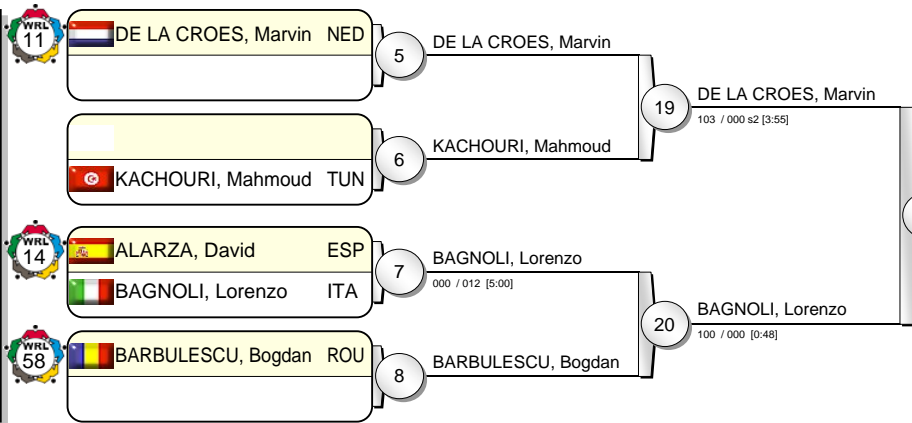 WRL
11
DE LA CROES, Marvin NED
5
DE LA CROES, Marvin
19
DE LA CROES, Marvin
103 / 000 s2 [3:55]
6
KACHOURI, Mahmoud
KACHOURI, Mahmoud TUN
WRL
14
ALARZA, David ESP
BAGNOLI, Lorenzo ITA
7
BAGNOLI, Lorenzo
000 / 012 [5:00]
20
BAGNOLI, Lorenzo
100 / 000 [0:48]
WRL
58
BARBULESCU, Bogdan ROU
8
BARBULESCU, Bogdan